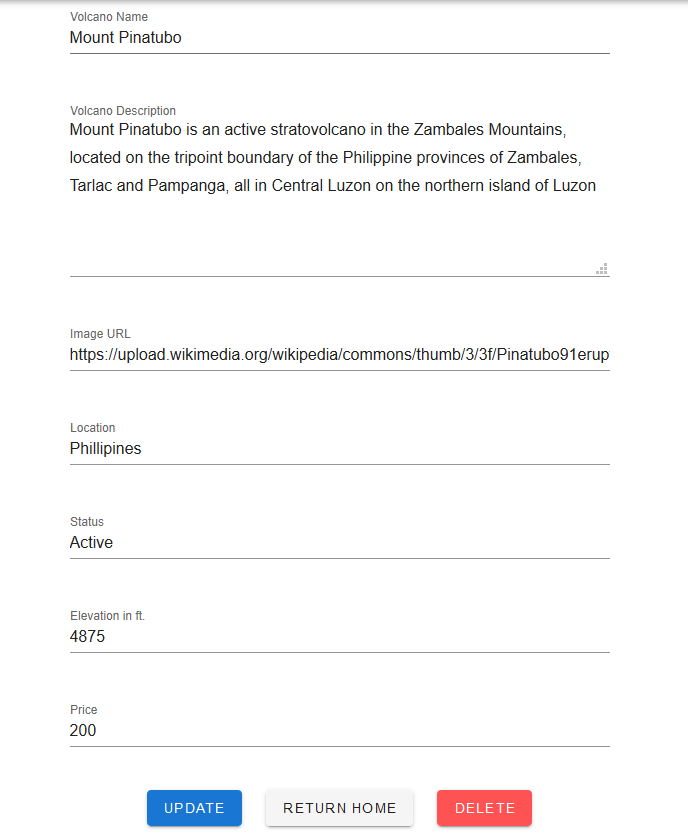 Volcano Name
Mount Pinatubo
Volcano Description
Mount Pinatubo is an active stratovolcano in the Zambales Mountains,
located on the tripoint boundary of the Philippine provinces of Zambales,
Tarlac and Pampanga, all in Central Luzon on the northern island of Luzon
Image URL
https://upload.wikimedia.org/wikipedia/commons/thumb/3/3f/Pinatubo91erup
Location
Phillipines
Status
Active
Elevation in ft.
4875
Price
200
UPDATE RETURN HOME DELETE